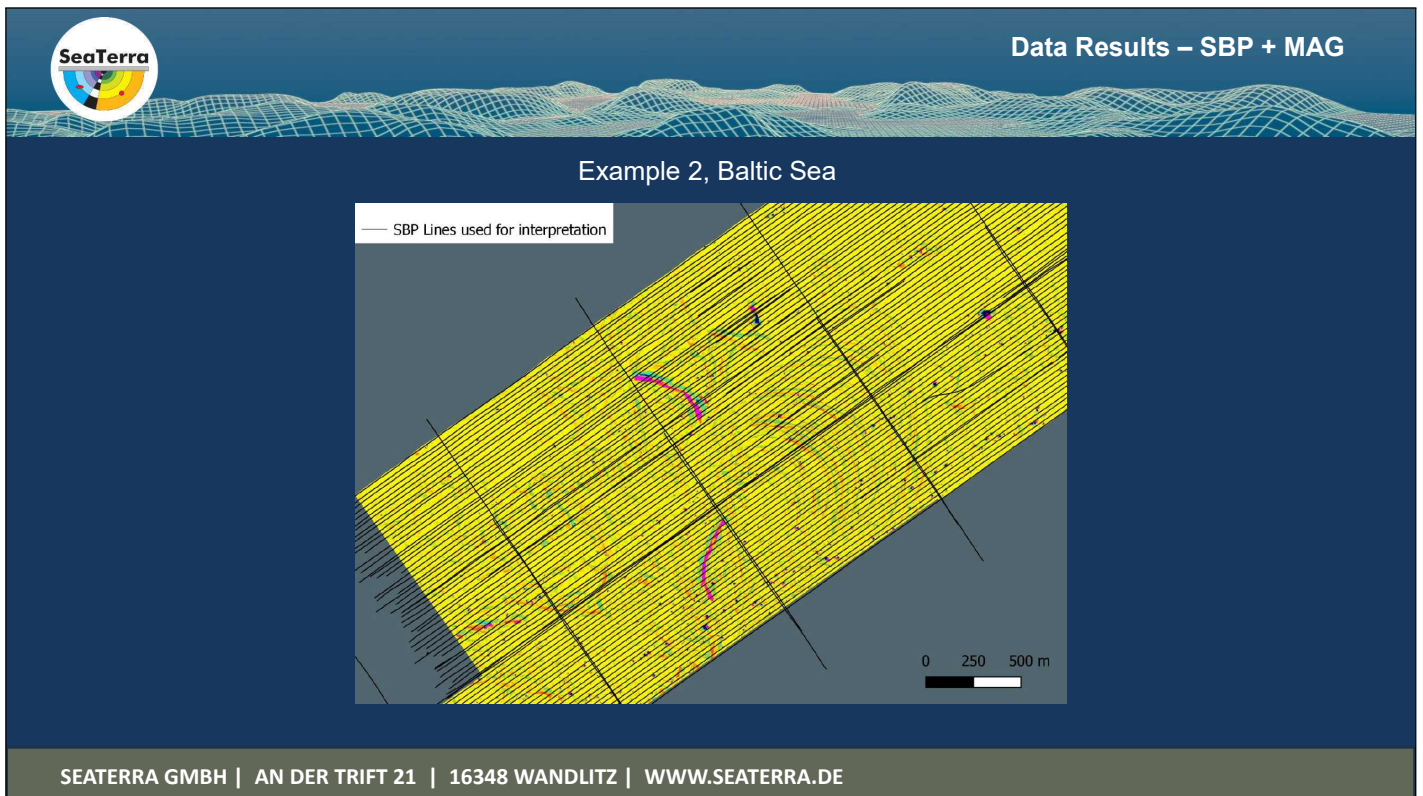 SeaTerra
Data Results – SBP + MAG
Example 2, Baltic Sea
SBP Lines used for interpretation
0 250 500 m
SEATERRA GMBH | AN DER TRIFT 21 | 16348 WANDLITZ | WWW.SEATERRA.DE